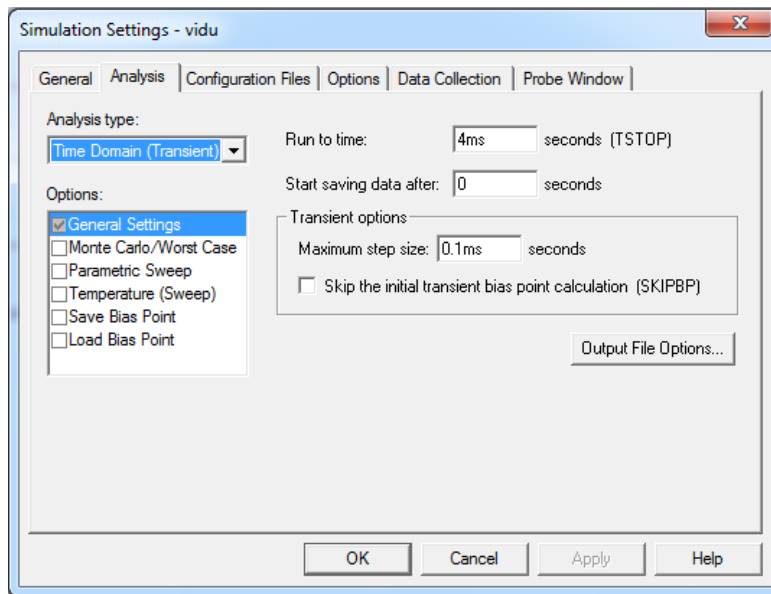 Simulation Settings - vidu
General Analysis Configuration Files Options Data Collection Probe Window
Analysis type:
Time Domain (Transient)
Options:
General Settings
Monte Carlo/Worst Case
Parametric Sweep
Temperature (Sweep)
Save Bias Point
Load Bias Point
Run to time: 4ms seconds (TSTOP)
Start saving data after: 0 seconds
Transient options
Maximum step size: 0.1ms seconds
Skip the initial transient bias point calculation (SKIPBP)
Output File Options...
OK Cancel Apply Help